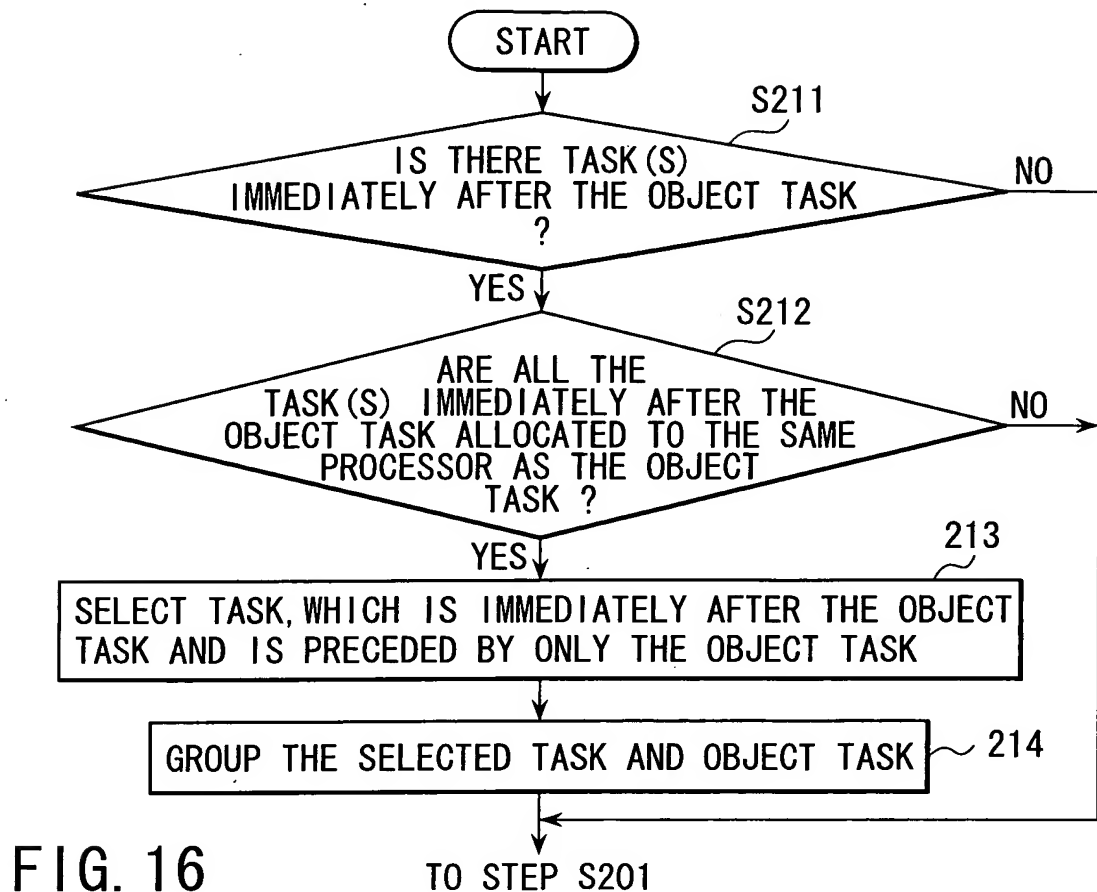 START
S211
IS THERE TASK(S)
IMMEDIATELY AFTER THE OBJECT TASK
?
NO
YES
S212
ARE ALL THE
TASK(S) IMMEDIATELY AFTER THE
OBJECT TASK ALLOCATED TO THE SAME
PROCESSOR AS THE OBJECT
TASK ?
NO
YES
213
SELECT TASK, WHICH IS IMMEDIATELY AFTER THE OBJECT
TASK AND IS PRECEDED BY ONLY THE OBJECT TASK
GROUP THE SELECTED TASK AND OBJECT TASK
214
TO STEP S201
FIG. 16